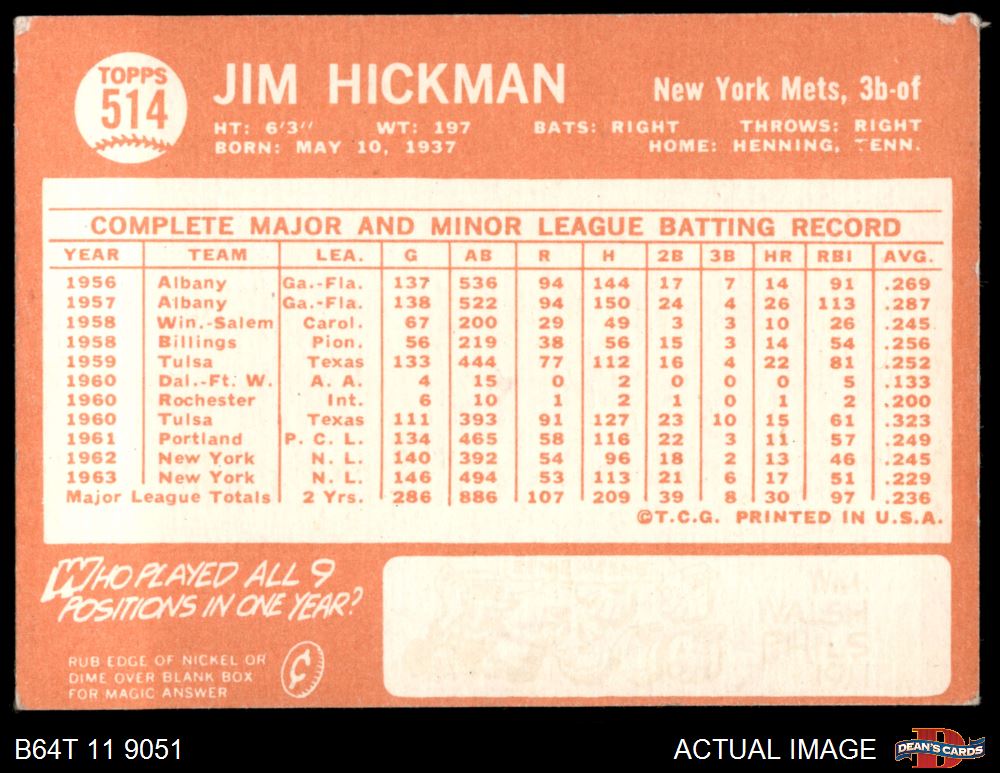 TOPPS
514
JIM HICKMAN
New York Mets, 3b-of
HT: 6'3" WT: 197 BATS: RIGHT THROWS: RIGHT
BORN: MAY 10, 1937 HOME: HENNING, TENN.
COMPLETE MAJOR AND MINOR LEAGUE BATTING RECORD
YEAR TEAM LEA. G AB R H 2B 3B HR RBI AVG.
1956 Albany Ga.-Fla. 137 536 94 144 17 7 14 91 .269
1957 Albany Ga.-Fla. 138 522 94 150 24 4 26 113 .287
1958 Win.-Salem Carol. 67 200 29 49 3 3 10 26 .245
1958 Billings Pion. 56 219 38 56 15 3 14 54 .256
1959 Tulsa Texas 133 444 77 112 16 4 22 81 .252
1960 Dal.-Ft. W. A. A. 4 15 0 2 0 0 0 5 .133
1960 Rochester Int. 6 10 1 2 1 0 1 2 .200
1960 Tulsa Texas 111 393 91 127 23 10 15 61 .323
1961 Portland P. C. L. 134 465 58 116 22 3 11 57 .249
1962 New York N. L. 140 392 54 96 18 2 13 46 .245
1963 New York N. L. 146 494 53 113 21 6 17 51 .229
Major League Totals 2 Yrs. 286 886 107 209 39 8 30 97 .236
©T.C.G. PRINTED IN U.S.A.
WHO PLAYED ALL 9
POSITIONS IN ONE YEAR?
RUB EDGE OF NICKEL OR
DIME OVER BLANK BOX
FOR MAGIC ANSWER
¢
B64T 11 9051
ACTUAL IMAGE
DEAN'S CARDS